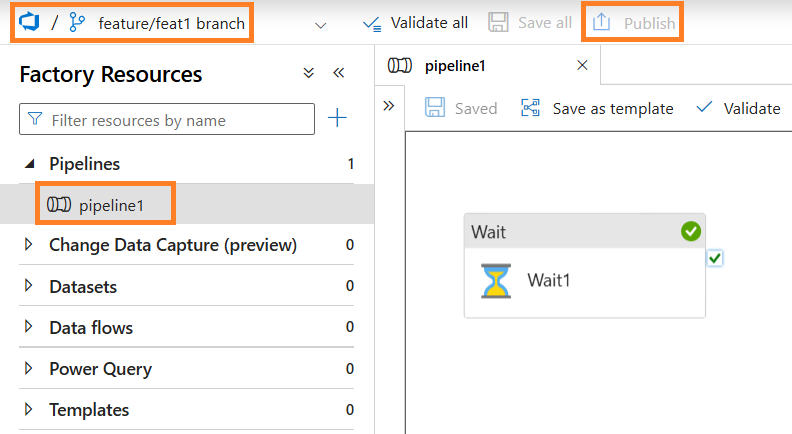 / feature/feat1 branch Validate all Save all Publish
Factory Resources
pipeline1
Filter resources by name
Saved Save as template Validate
Pipelines 1
pipeline1
Change Data Capture (preview) 0
Datasets 0
Data flows 0
Power Query 0
Templates 0
Wait
Wait1